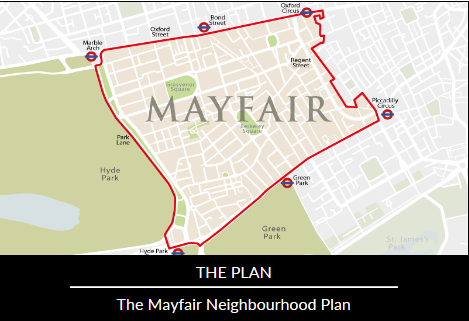 Oxford
Circus
Bond
Street
Oxford
Street
Marble
Arch
Regent
Street
Grosvenor
Square
MAYFAIR
Piccadilly
Circus
Berkeley
Square
Park
Lane
Hyde
Park
Green
Park
Green
Park
St. James's
Park
Hyde Park
THE PLAN
The Mayfair Neighbourhood Plan